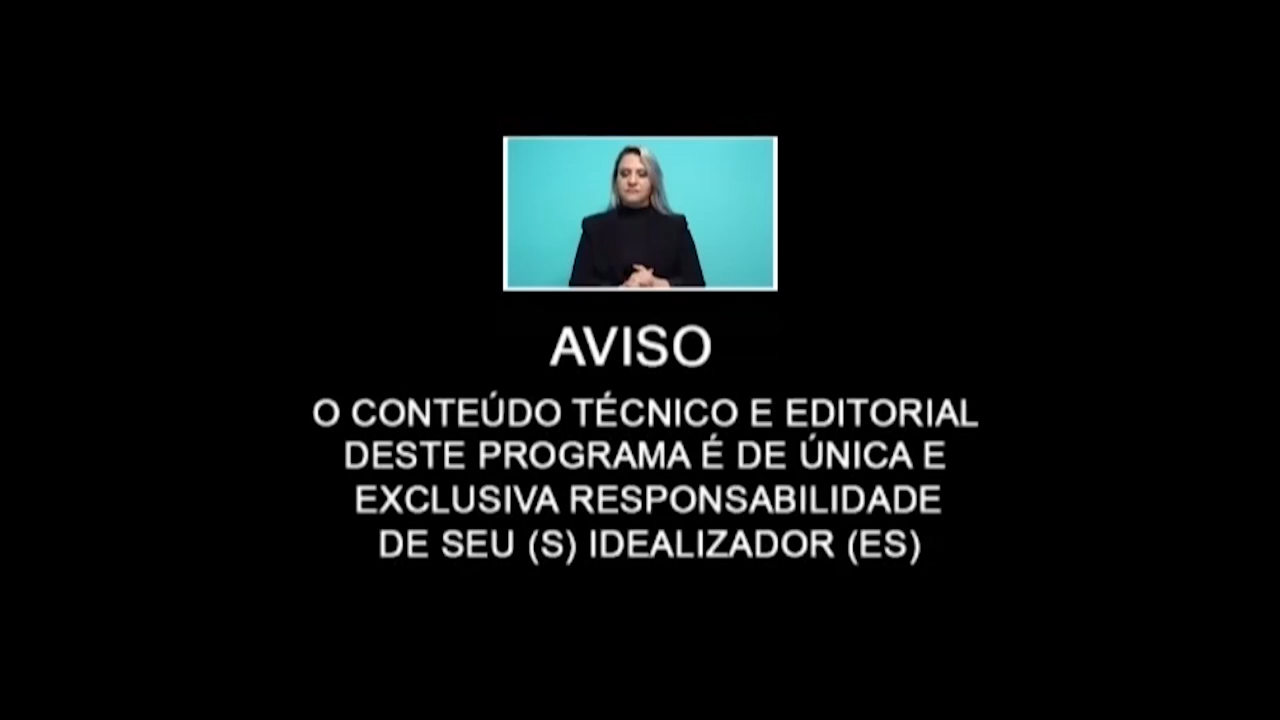 AVISO
O CONTEÚDO TÉCNICO E EDITORIAL
DESTE PROGRAMA É DE ÚNICA E
EXCLUSIVA RESPONSABILIDADE
DE SEU (S) IDEALIZADOR (ES)